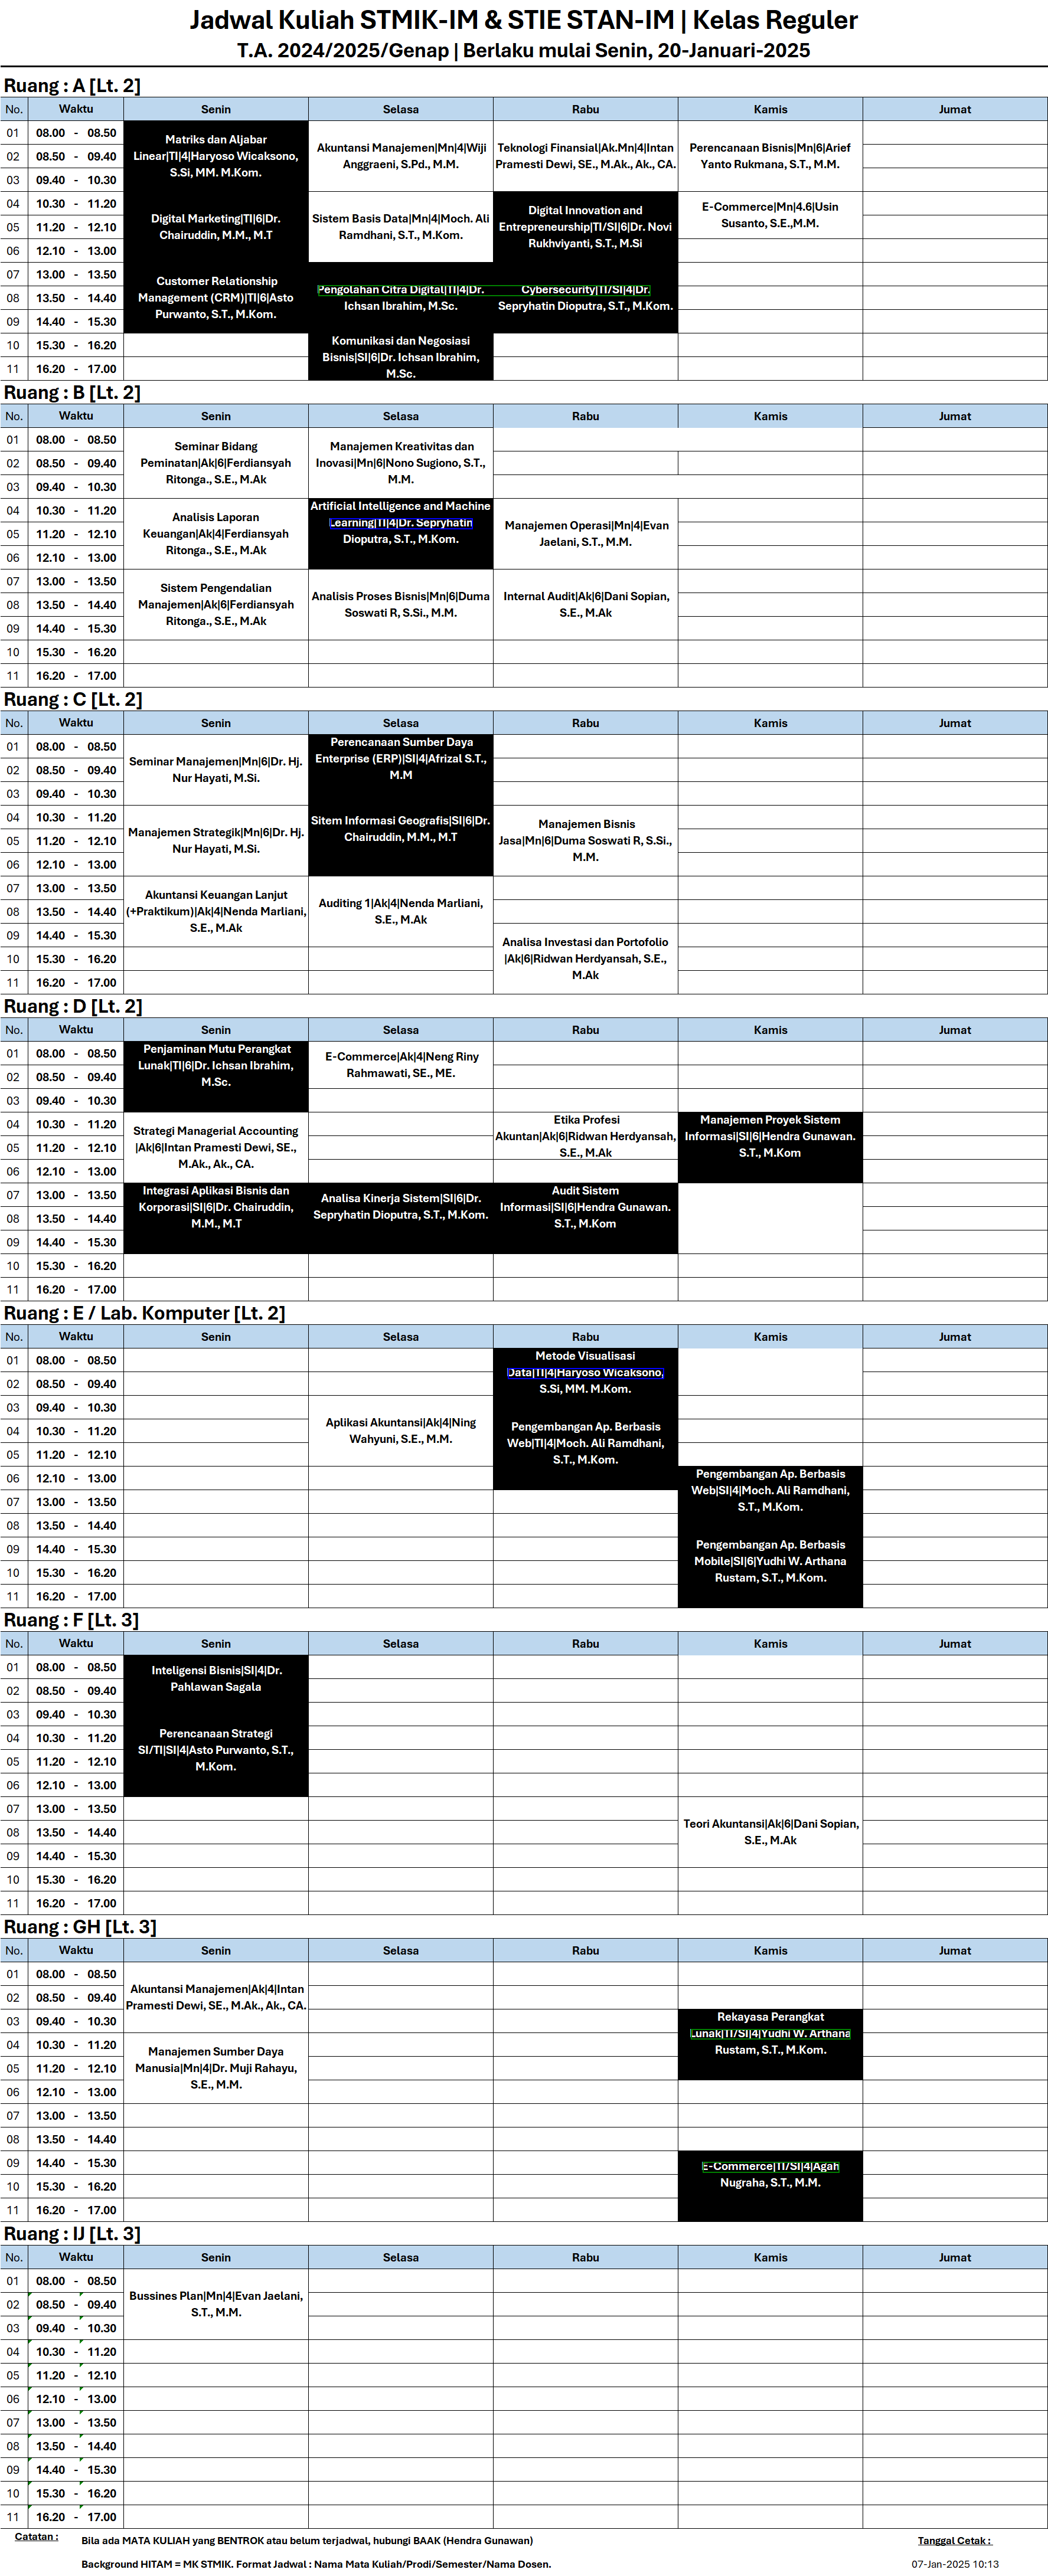 Jadwal Kuliah STMIK-IM & STIE STAN-IM | Kelas Reguler
T.A. 2024/2025/Genap | Berlaku mulai Senin, 20-Januari-2025
Ruang : A [Lt. 2]
No. Waktu Senin Selasa Rabu Kamis Jumat
01 08.00 - 08.50
02 08.50 - 09.40
03 09.40 - 10.30
04 10.30 - 11.20
05 11.20 - 12.10
06 12.10 - 13.00
07 13.00 - 13.50
08 13.50 - 14.40
09 14.40 - 15.30
10 15.30 - 16.20
11 16.20 - 17.00
Matriks dan Aljabar
Linear|TI|4|Haryoso Wicaksono,
S.Si, MM. M.Kom.
Digital Marketing|TI|6|Dr.
Chairuddin, M.M., M.T
Customer Relationship
Management (CRM)|TI|6|Asto
Purwanto, S.T., M.Kom.
Akuntansi Manajemen|Mn|4|Wiji
Anggraeni, S.Pd., M.M.
Sistem Basis Data|Mn|4|Moch. Ali
Ramdhani, S.T., M.Kom.
Pengolahan Citra Digital|TI|4|Dr.
Ichsan Ibrahim, M.Sc.
Komunikasi dan Negosiasi
Bisnis|SI|6|Dr. Ichsan Ibrahim,
M.Sc.
Teknologi Finansial|Ak.Mn|4|Intan
Pramesti Dewi, SE., M.Ak., Ak., CA.
Digital Innovation and
Entrepreneurship|TI/SI|6|Dr. Novi
Rukhviyanti, S.T., M.Si
Cybersecurity|TI/SI|4|Dr.
Sepryhatin Dioputra, S.T., M.Kom.
Perencanaan Bisnis|Mn|6|Arief
Yanto Rukmana, S.T., M.M.
E-Commerce|Mn|4.6|Usin
Susanto, S.E.,M.M.
Ruang : B [Lt. 2]
No. Waktu Senin Selasa Rabu Kamis Jumat
01 08.00 - 08.50
02 08.50 - 09.40
03 09.40 - 10.30
04 10.30 - 11.20
05 11.20 - 12.10
06 12.10 - 13.00
07 13.00 - 13.50
08 13.50 - 14.40
09 14.40 - 15.30
10 15.30 - 16.20
11 16.20 - 17.00
Seminar Bidang
Peminatan|Ak|6|Ferdiansyah
Ritonga., S.E., M.Ak
Analisis Laporan
Keuangan|Ak|4|Ferdiansyah
Ritonga., S.E., M.Ak
Sistem Pengendalian
Manajemen|Ak|6|Ferdiansyah
Ritonga., S.E., M.Ak
Manajemen Kreativitas dan
Inovasi|Mn|6|Nono Sugiono, S.T.,
M.M.
Artificial Intelligence and Machine
Learning|TI|4|Dr. Sepryhatin
Dioputra, S.T., M.Kom.
Analisis Proses Bisnis|Mn|6|Duma
Soswati R, S.Si., M.M.
Manajemen Operasi|Mn|4|Evan
Jaelani, S.T., M.M.
Internal Audit|Ak|6|Dani Sopian,
S.E., M.Ak
Ruang : C [Lt. 2]
No. Waktu Senin Selasa Rabu Kamis Jumat
01 08.00 - 08.50
02 08.50 - 09.40
03 09.40 - 10.30
04 10.30 - 11.20
05 11.20 - 12.10
06 12.10 - 13.00
07 13.00 - 13.50
08 13.50 - 14.40
09 14.40 - 15.30
10 15.30 - 16.20
11 16.20 - 17.00
Seminar Manajemen|Mn|6|Dr. Hj.
Nur Hayati, M.Si.
Manajemen Strategik|Mn|6|Dr. Hj.
Nur Hayati, M.Si.
Akuntansi Keuangan Lanjut
(+Praktikum)|Ak|4|Nenda Marliani,
S.E., M.Ak
Perencanaan Sumber Daya
Enterprise (ERP)|SI|4|Afrizal S.T.,
M.M
Sitem Informasi Geografis|SI|6|Dr.
Chairuddin, M.M., M.T
Auditing 1|Ak|4|Nenda Marliani,
S.E., M.Ak
Manajemen Bisnis
Jasa|Mn|6|Duma Soswati R, S.Si.,
M.M.
Analisa Investasi dan Portofolio
|Ak|6|Ridwan Herdyansah, S.E.,
M.Ak
Ruang : D [Lt. 2]
No. Waktu Senin Selasa Rabu Kamis Jumat
01 08.00 - 08.50
02 08.50 - 09.40
03 09.40 - 10.30
04 10.30 - 11.20
05 11.20 - 12.10
06 12.10 - 13.00
07 13.00 - 13.50
08 13.50 - 14.40
09 14.40 - 15.30
10 15.30 - 16.20
11 16.20 - 17.00
Penjaminan Mutu Perangkat
Lunak|TI|6|Dr. Ichsan Ibrahim,
M.Sc.
Strategi Managerial Accounting
|Ak|6|Intan Pramesti Dewi, SE.,
M.Ak., Ak., CA.
Integrasi Aplikasi Bisnis dan
Korporasi|SI|6|Dr. Chairuddin,
M.M., M.T
E-Commerce|Ak|4|Neng Riny
Rahmawati, SE., ME.
Analisa Kinerja Sistem|SI|6|Dr.
Sepryhatin Dioputra, S.T., M.Kom.
Etika Profesi
Akuntan|Ak|6|Ridwan Herdyansah,
S.E., M.Ak
Audit Sistem
Informasi|SI|6|Hendra Gunawan.
S.T., M.Kom
Manajemen Proyek Sistem
Informasi|SI|6|Hendra Gunawan.
S.T., M.Kom
Ruang : E / Lab. Komputer [Lt. 2]
No. Waktu Senin Selasa Rabu Kamis Jumat
01 08.00 - 08.50
02 08.50 - 09.40
03 09.40 - 10.30
04 10.30 - 11.20
05 11.20 - 12.10
06 12.10 - 13.00
07 13.00 - 13.50
08 13.50 - 14.40
09 14.40 - 15.30
10 15.30 - 16.20
11 16.20 - 17.00
Aplikasi Akuntansi|Ak|4|Ning
Wahyuni, S.E., M.M.
Metode Visualisasi
Data|TI|4|Haryoso Wicaksono,
S.Si, MM. M.Kom.
Pengembangan Ap. Berbasis
Web|TI|4|Moch. Ali Ramdhani,
S.T., M.Kom.
Pengembangan Ap. Berbasis
Web|SI|4|Moch. Ali Ramdhani,
S.T., M.Kom.
Pengembangan Ap. Berbasis
Mobile|SI|6|Yudhi W. Arthana
Rustam, S.T., M.Kom.
Ruang : F [Lt. 3]
No. Waktu Senin Selasa Rabu Kamis Jumat
01 08.00 - 08.50
02 08.50 - 09.40
03 09.40 - 10.30
04 10.30 - 11.20
05 11.20 - 12.10
06 12.10 - 13.00
07 13.00 - 13.50
08 13.50 - 14.40
09 14.40 - 15.30
10 15.30 - 16.20
11 16.20 - 17.00
Inteligensi Bisnis|SI|4|Dr.
Pahlawan Sagala
Perencanaan Strategi
SI/TI|SI|4|Asto Purwanto, S.T.,
M.Kom.
Teori Akuntansi|Ak|6|Dani Sopian,
S.E., M.Ak
Ruang : GH [Lt. 3]
No. Waktu Senin Selasa Rabu Kamis Jumat
01 08.00 - 08.50
02 08.50 - 09.40
03 09.40 - 10.30
04 10.30 - 11.20
05 11.20 - 12.10
06 12.10 - 13.00
07 13.00 - 13.50
08 13.50 - 14.40
09 14.40 - 15.30
10 15.30 - 16.20
11 16.20 - 17.00
Akuntansi Manajemen|Ak|4|Intan
Pramesti Dewi, SE., M.Ak., Ak., CA.
Manajemen Sumber Daya
Manusia|Mn|4|Dr. Muji Rahayu,
S.E., M.M.
Rekayasa Perangkat
Lunak|TI/SI|4|Yudhi W. Arthana
Rustam, S.T., M.Kom.
E-Commerce|TI/SI|4|Agah
Nugraha, S.T., M.M.
Ruang : IJ [Lt. 3]
No. Waktu Senin Selasa Rabu Kamis Jumat
01 08.00 - 08.50
02 08.50 - 09.40
03 09.40 - 10.30
04 10.30 - 11.20
05 11.20 - 12.10
06 12.10 - 13.00
07 13.00 - 13.50
08 13.50 - 14.40
09 14.40 - 15.30
10 15.30 - 16.20
11 16.20 - 17.00
Bussines Plan|Mn|4|Evan Jaelani,
S.T., M.M.
Catatan : Bila ada MATA KULIAH yang BENTROK atau belum terjadwal, hubungi BAAK (Hendra Gunawan) Tanggal Cetak :
Background HITAM = MK STMIK. Format Jadwal : Nama Mata Kuliah/Prodi/Semester/Nama Dosen. 07-Jan-2025 10:13